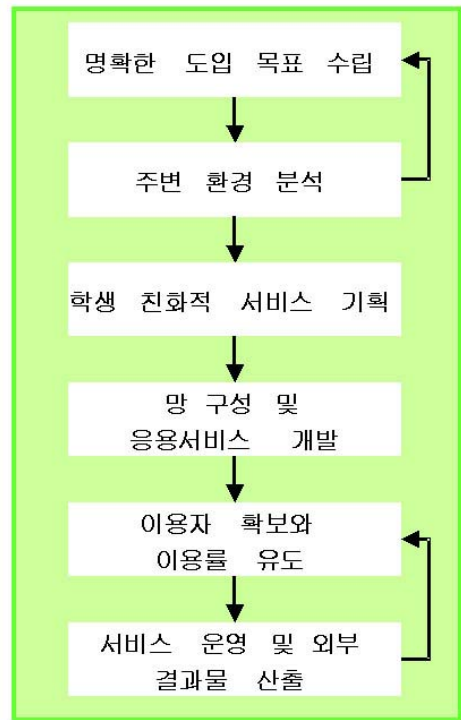 명확한 도입 목표 수립
주변 환경 분석
학생 친화적 서비스 기획
망 구성 및
응용서비스 개발
이용자 확보와
이용률 유도
서비스 운영 및 외부
결과물 산출